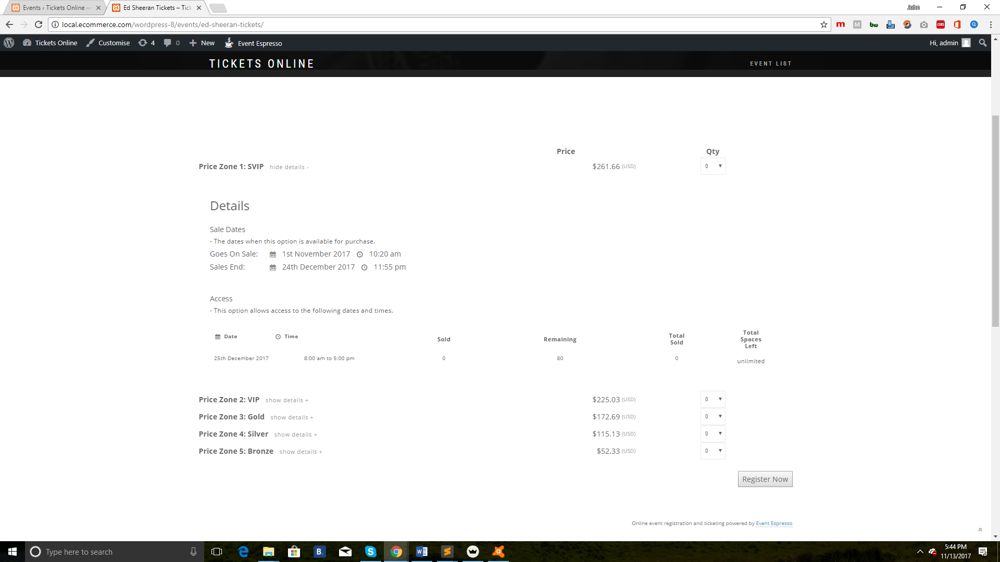 Events ‹ Tickets Online —
Ed Sheeran Tickets – Tick
John
local.ecommerce.com/wordpress-8/events/ed-sheeran-tickets/
m M bw CORS
Tickets Online Customise 4 0 New Event Espresso Hi, admin
TICKETS ONLINE EVENT LIST
Price Qty
Price Zone 1: SVIP hide details - $261.66 (USD) 0
Details
Sale Dates
- The dates when this option is available for purchase.
Goes On Sale: 1st November 2017 10:20 am
Sales End: 24th December 2017 11:55 pm
Access
- This option allows access to the following dates and times.
Date Time Sold Remaining Total Sold Total Spaces Left
25th December 2017 8:00 am to 5:00 pm 0 80 0 unlimited
Price Zone 2: VIP show details + $225.03 (USD) 0
Price Zone 3: Gold show details + $172.69 (USD) 0
Price Zone 4: Silver show details + $115.13 (USD) 0
Price Zone 5: Bronze show details + $52.33 (USD) 0
Register Now
Online event registration and ticketing powered by Event Espresso
Type here to search
B.
5:44 PM
11/13/2017